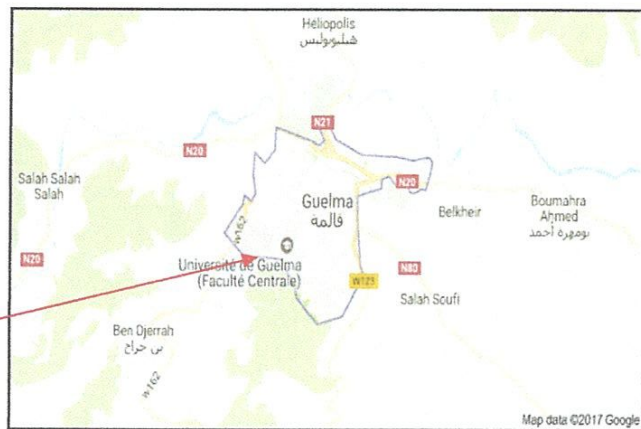 Heliopolis
هيليوبوليس
N21
N20
Salah Salah
Salah
Guelma
قالمة
N20
Belkheir
Boumahra
Ahmed
بومهرة أحمد
W162
N20
Université de Guelma
(Faculté Centrale)
N80
W123
Salah Soufi
Ben Djerrah
بني جراح
W162
Map data ©2017 Google